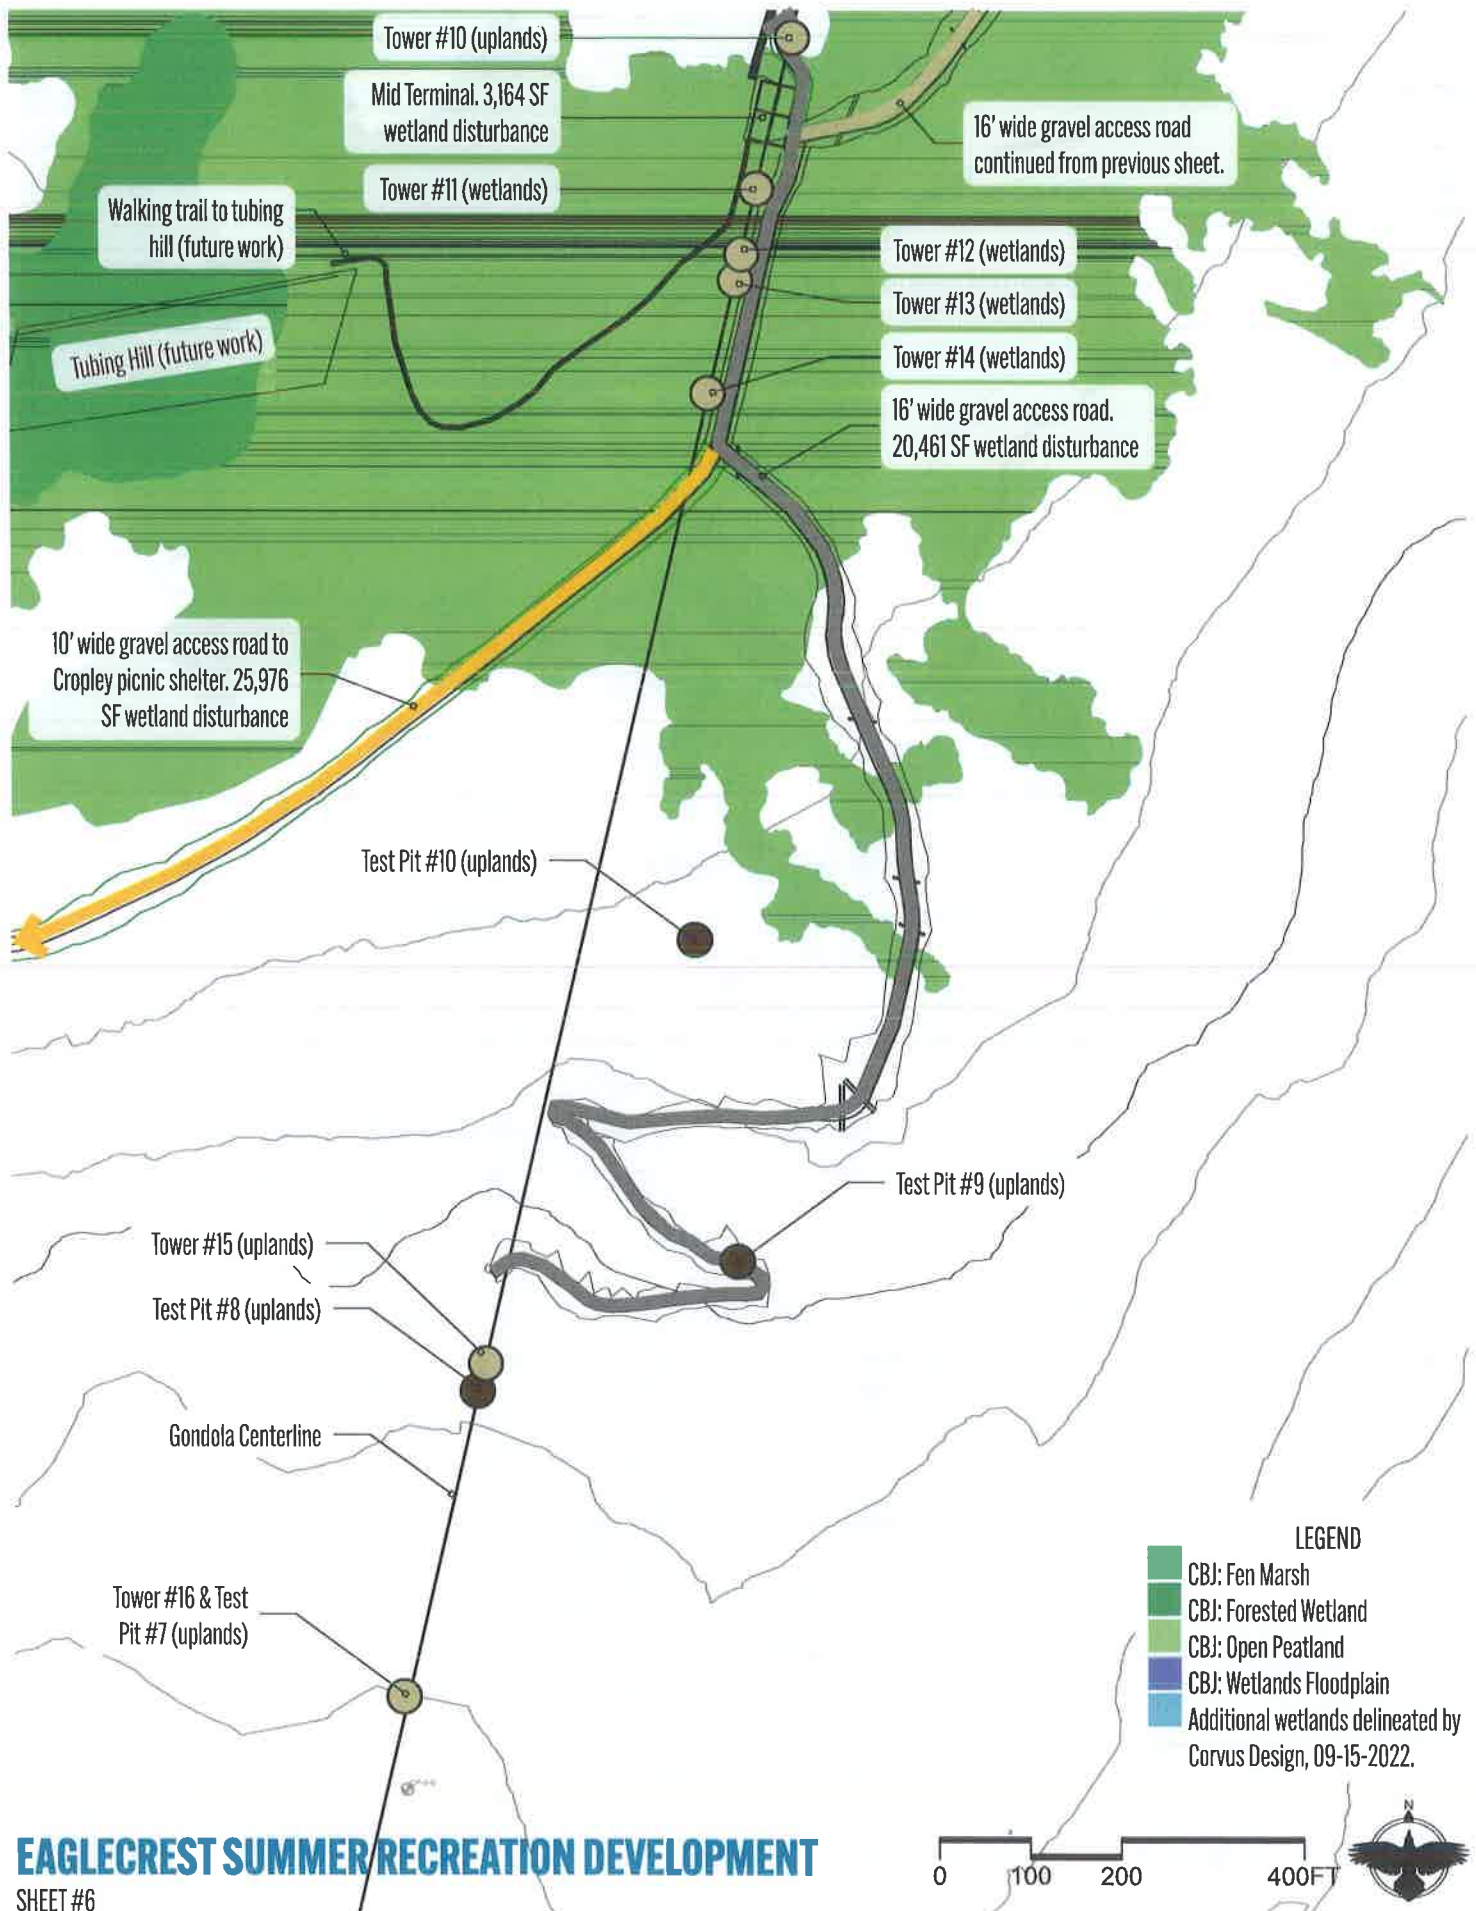 Tower #10 (uplands)
Mid Terminal. 3,164 SF
wetland disturbance
16' wide gravel access road
continued from previous sheet.
Tower #11 (wetlands)
Walking trail to tubing
hill (future work)
Tower #12 (wetlands)
Tower #13 (wetlands)
Tubing Hill (future work)
Tower #14 (wetlands)
16' wide gravel access road.
20,461 SF wetland disturbance
10' wide gravel access road to
Cropley picnic shelter. 25,976
SF wetland disturbance
Test Pit #10 (uplands)
Test Pit #9 (uplands)
Tower #15 (uplands)
Test Pit #8 (uplands)
Gondola Centerline
Tower #16 & Test
Pit #7 (uplands)
LEGEND
CBJ: Fen Marsh
CBJ: Forested Wetland
CBJ: Open Peatland
CBJ: Wetlands Floodplain
Additional wetlands delineated by
Corvus Design, 09-15-2022.
EAGLECREST SUMMER RECREATION DEVELOPMENT
SHEET #6
0 100 200 400FT
N